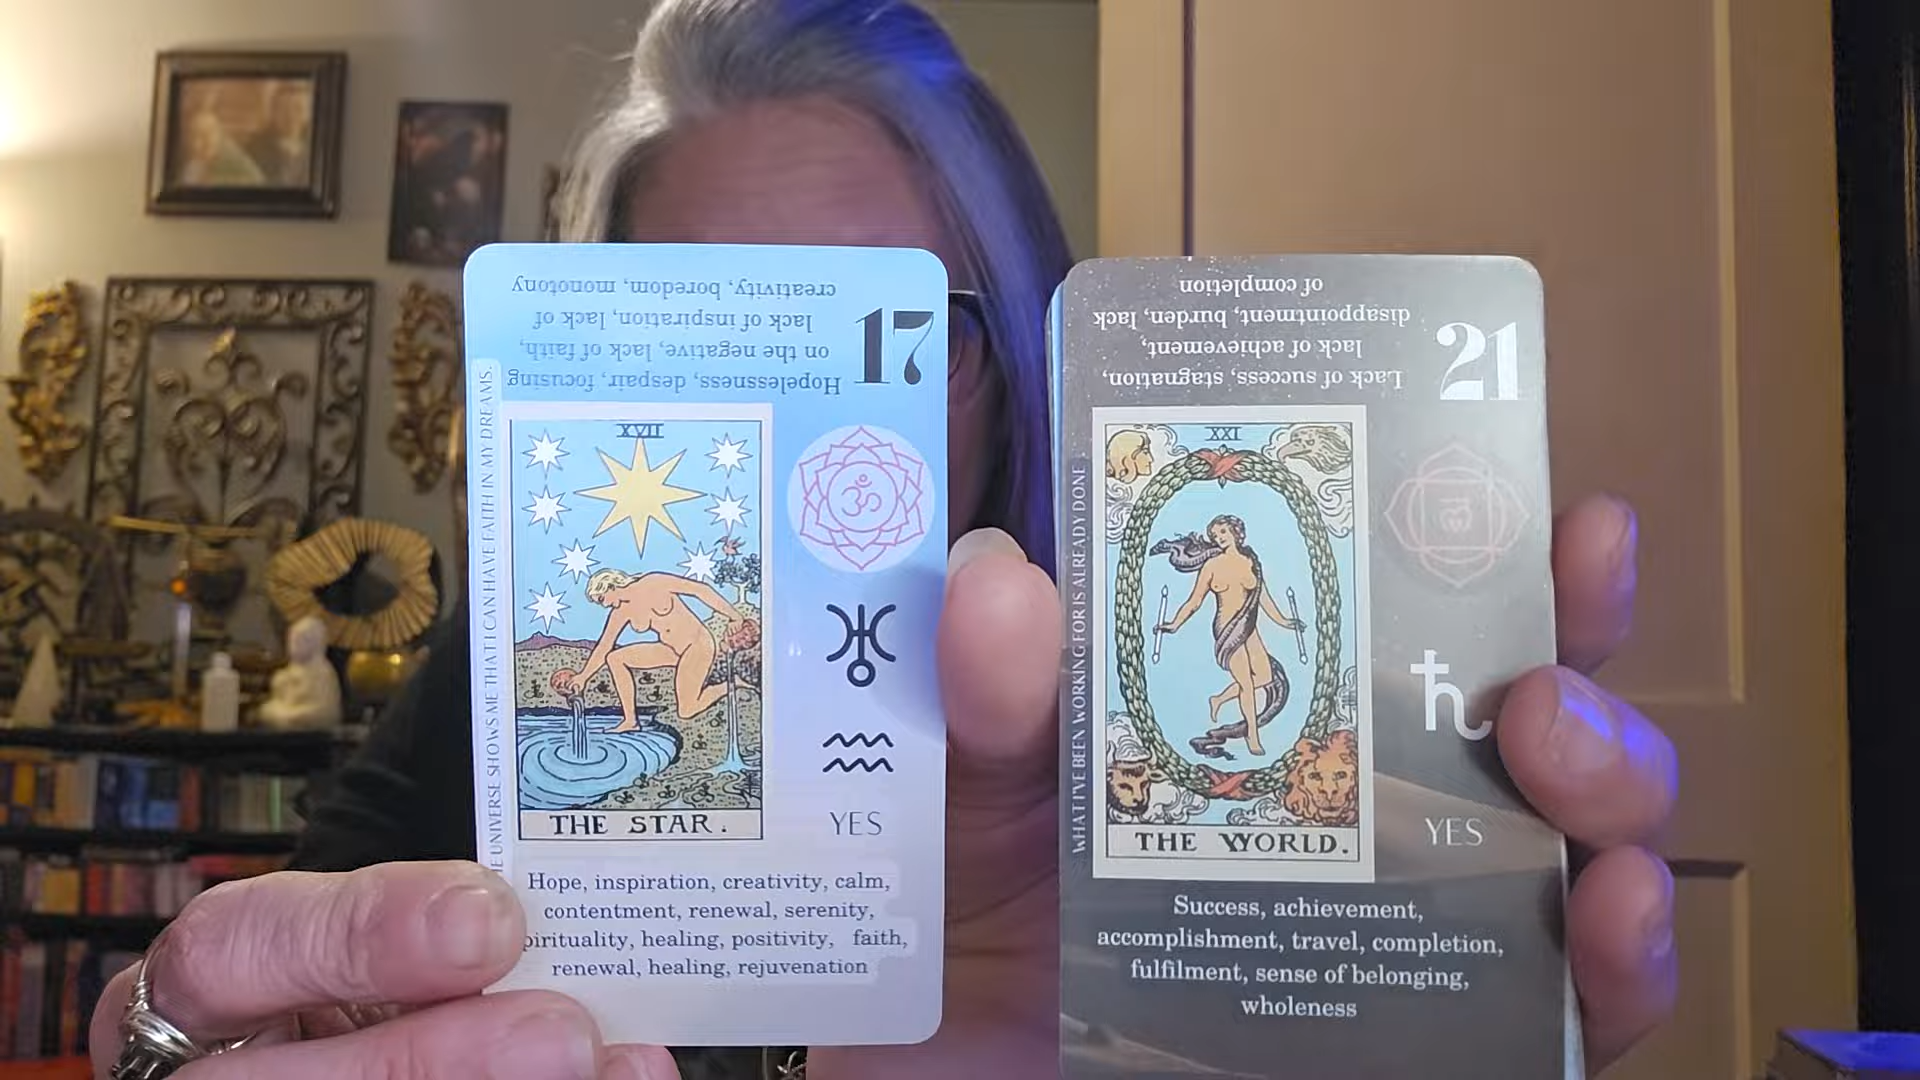 creativity, boredom, monotony
lack of inspiration, lack of
on the negative, lack of faith,
Hopelessness, despair, focusing
17
XVII
THE STAR.
YES
UNIVERSE SHOWS ME THAT I CAN HAVE FAITH IN MY DREAMS.
Hope, inspiration, creativity, calm,
contentment, renewal, serenity,
pirituality, healing, positivity, faith,
renewal, healing, rejuvenation
of completion
disappointment, burden, lack
lack of achievement,
Lack of success, stagnation,
21
XXI
THE WORLD.
YES
WHAT I'VE BEEN WORKING FOR IS ALREADY DONE
Success, achievement,
accomplishment, travel, completion,
fulfilment, sense of belonging,
wholeness